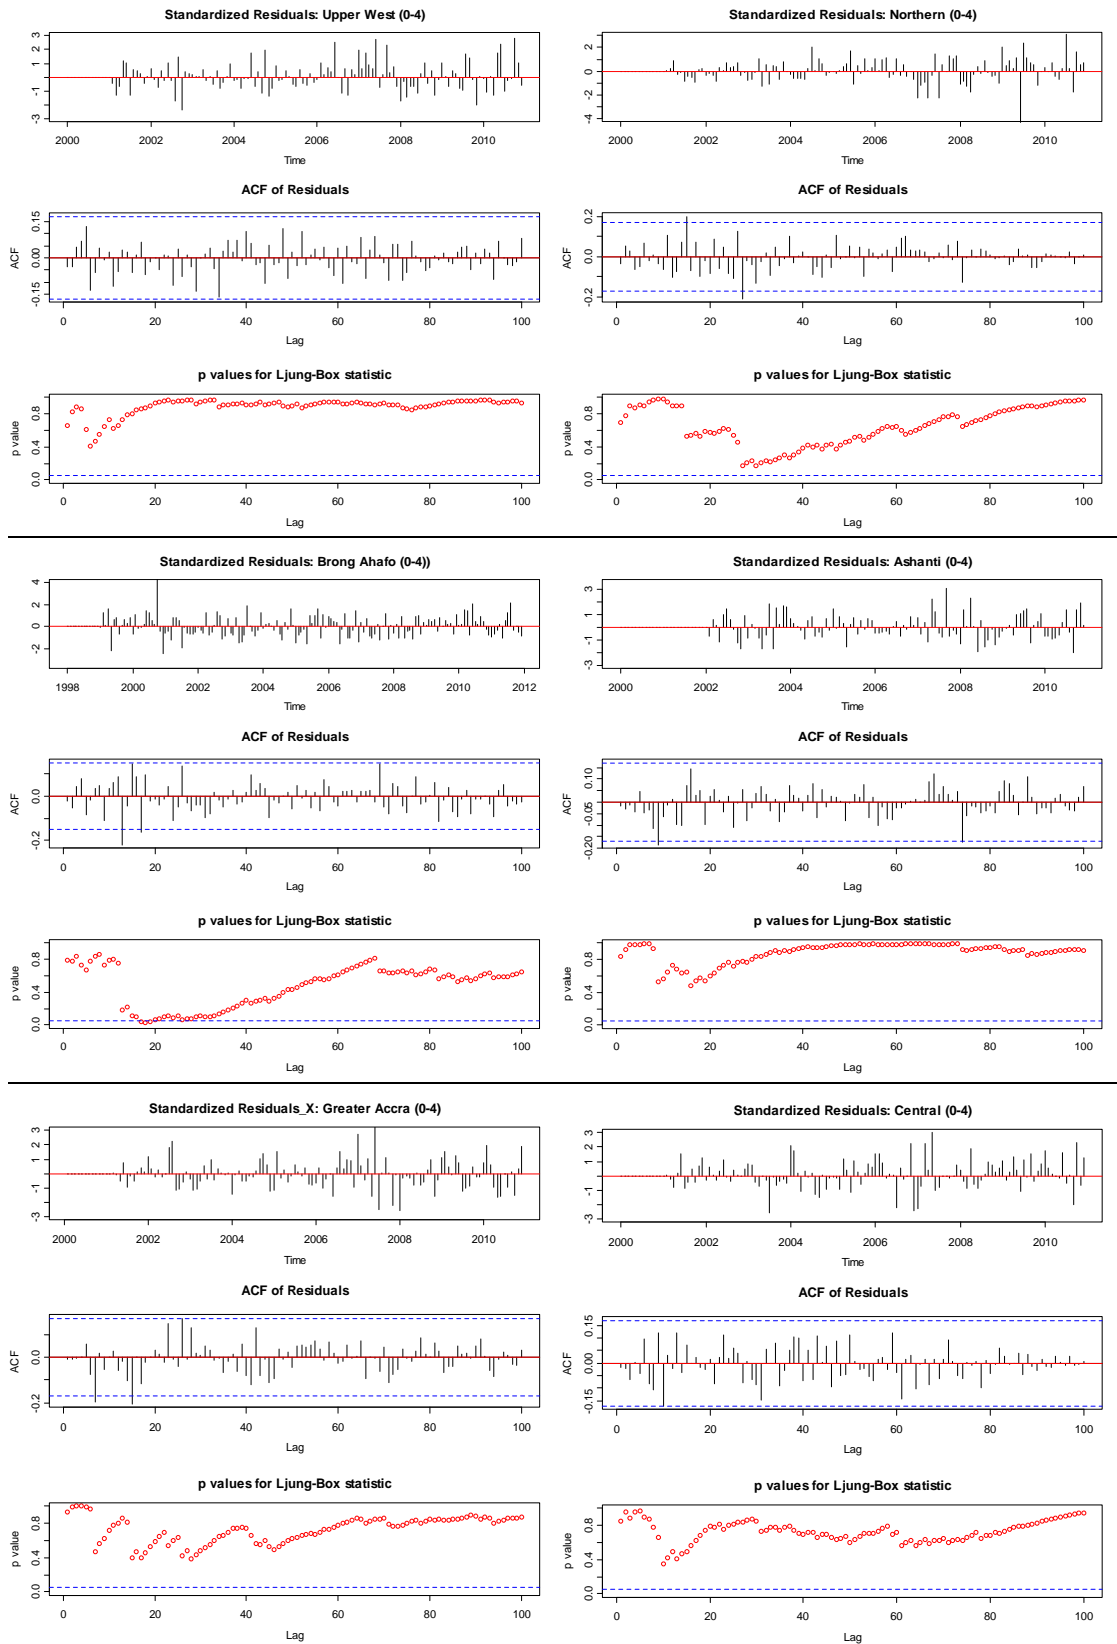 Standardized Residuals: Upper West (0-4)
3
1
-1
-3
2000 2002 2004 2006 2008 2010
Time
ACF of Residuals
ACF
0.15
0.00
-0.15
0 20 40 60 80 100
Lag
p values for Ljung-Box statistic
p value
0.8
0.4
0.0
0 20 40 60 80 100
Lag
Standardized Residuals: Northern (0-4)
2
0
-2
-4
2000 2002 2004 2006 2008 2010
Time
ACF of Residuals
ACF
0.2
0.0
-0.2
0 20 40 60 80 100
Lag
p values for Ljung-Box statistic
p value
0.8
0.4
0.0
0 20 40 60 80 100
Lag
Standardized Residuals: Brong Ahafo (0-4))
4
2
0
-2
1998 2000 2002 2004 2006 2008 2010 2012
Time
ACF of Residuals
ACF
0.0
-0.2
0 20 40 60 80 100
Lag
p values for Ljung-Box statistic
p value
0.8
0.4
0.0
0 20 40 60 80 100
Lag
Standardized Residuals: Ashanti (0-4)
3
1
-1
-3
2000 2002 2004 2006 2008 2010
Time
ACF of Residuals
ACF
0.10
-0.05
-0.20
0 20 40 60 80 100
Lag
p values for Ljung-Box statistic
p value
0.8
0.4
0.0
0 20 40 60 80 100
Lag
Standardized Residuals_X: Greater Accra (0-4)
3
1
-1
-3
2000 2002 2004 2006 2008 2010
Time
ACF of Residuals
ACF
0.0
-0.2
0 20 40 60 80 100
Lag
p values for Ljung-Box statistic
p value
0.8
0.4
0.0
0 20 40 60 80 100
Lag
Standardized Residuals: Central (0-4)
3
1
-1
-3
2000 2002 2004 2006 2008 2010
Time
ACF of Residuals
ACF
0.15
0.00
-0.15
0 20 40 60 80 100
Lag
p values for Ljung-Box statistic
p value
0.8
0.4
0.0
0 20 40 60 80 100
Lag